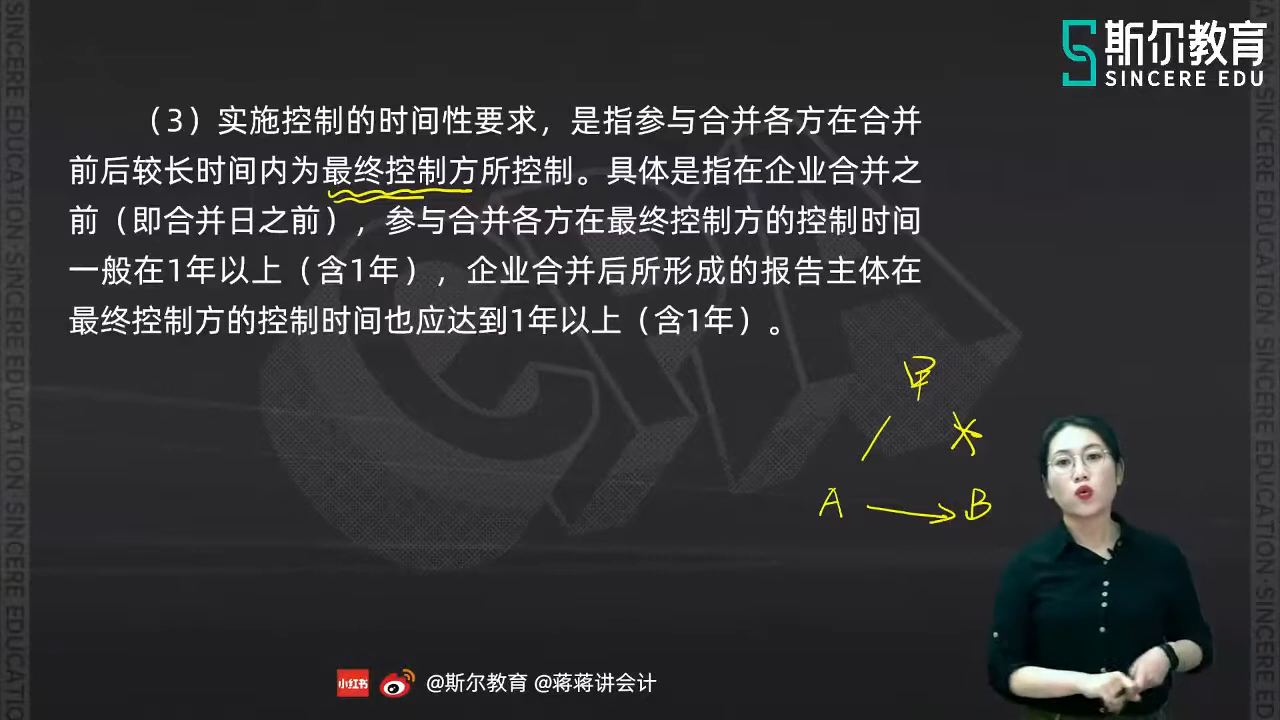 斯尔教育
SINCERE EDU
（3）实施控制的时间性要求，是指参与合并各方在合并
前后较长时间内为最终控制方所控制。具体是指在企业合并之
前（即合并日之前），参与合并各方在最终控制方的控制时间
一般在1年以上（含1年），企业合并后所形成的报告主体在
最终控制方的控制时间也应达到1年以上（含1年）。
甲
A
B
小红书 @斯尔教育 @蒋蒋讲会计
SINCERE EDUCATION
CPA